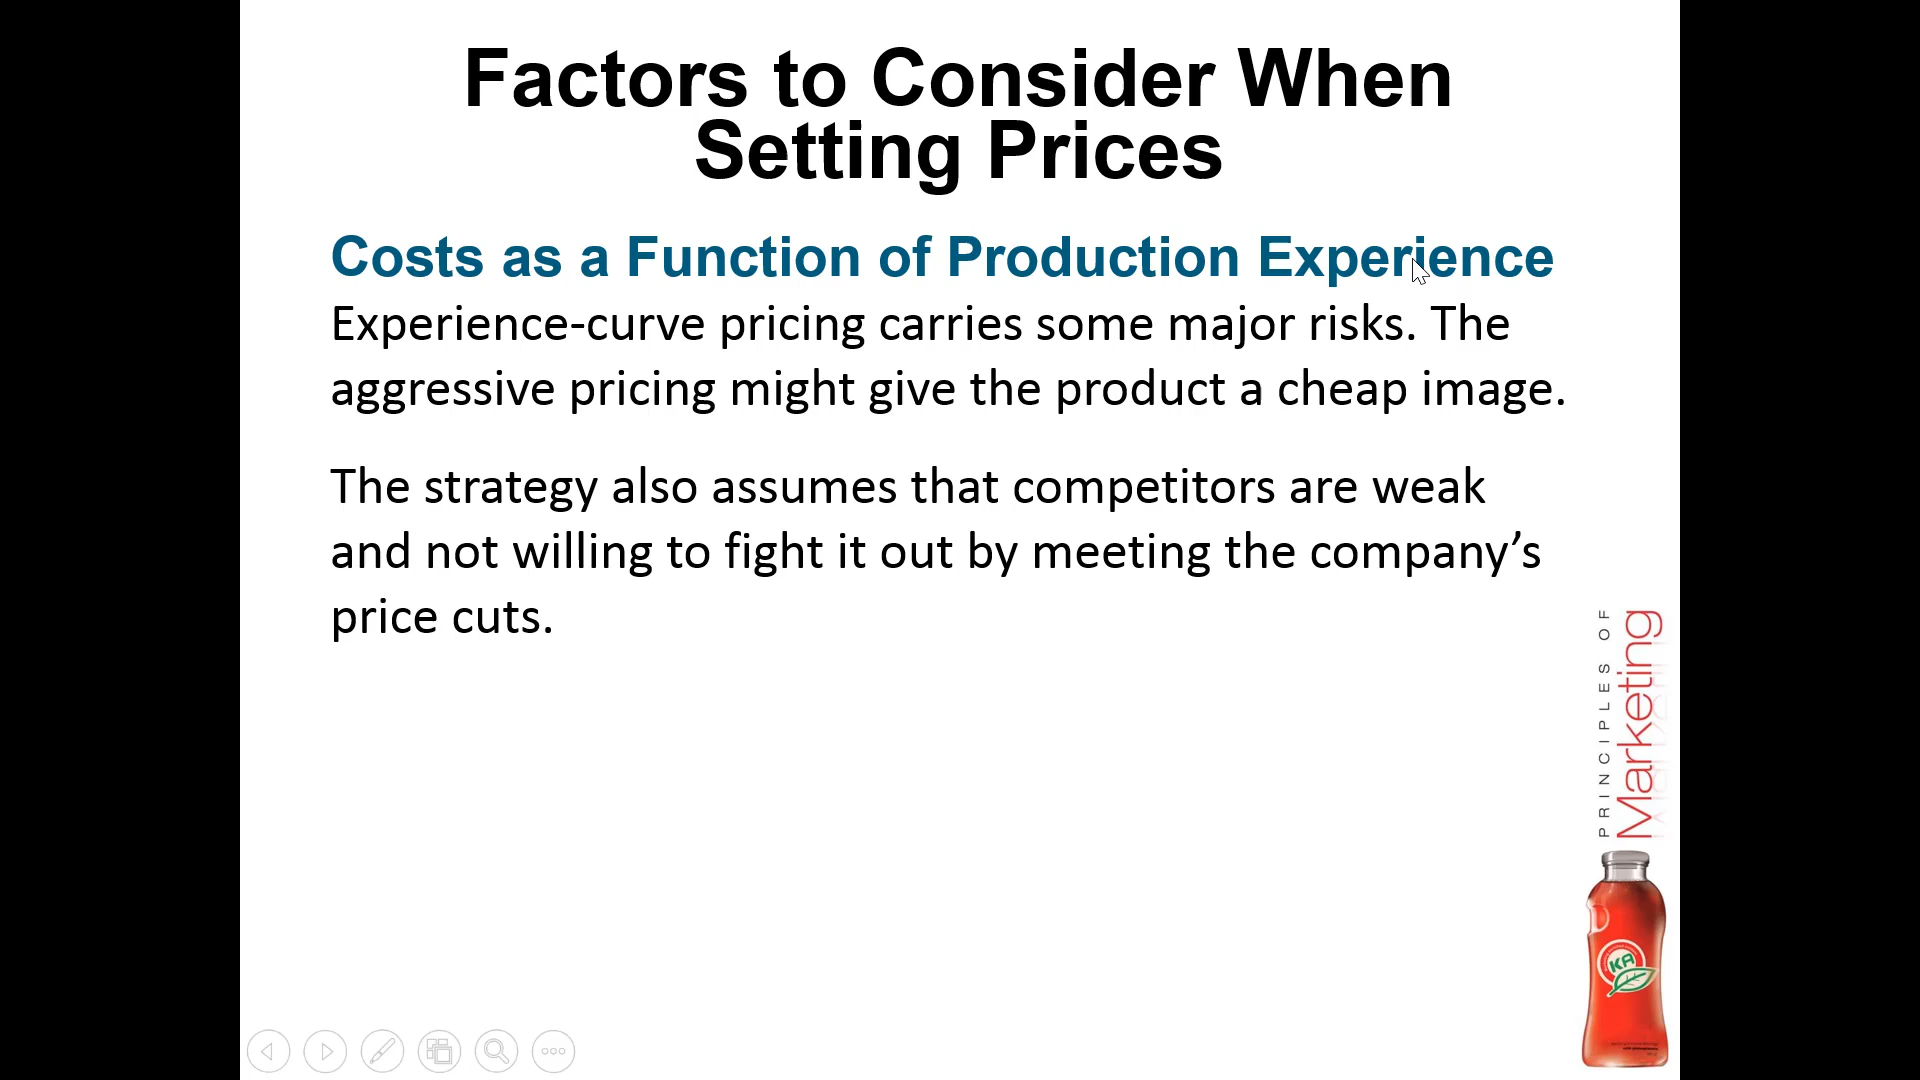 Factors to Consider When
Setting Prices
Costs as a Function of Production Experience
Experience-curve pricing carries some major risks. The
aggressive pricing might give the product a cheap image.
The strategy also assumes that competitors are weak
and not willing to fight it out by meeting the company’s
price cuts.
PRINCIPLES OF
Marketing
KA